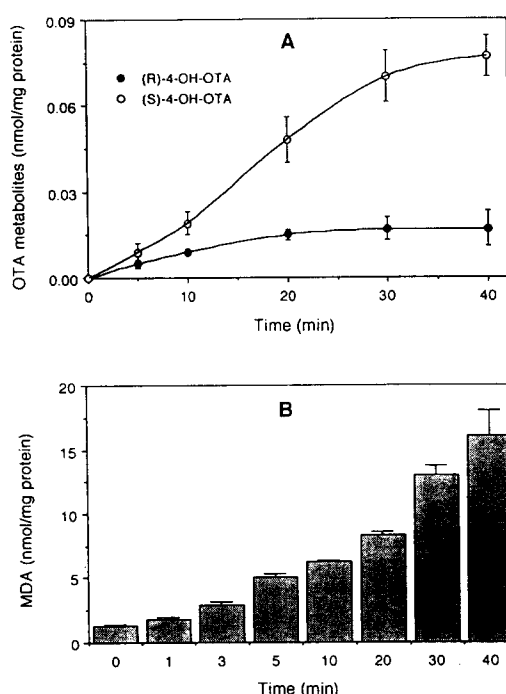 A
OTA metabolites (nmol/mg protein)
0.09
0.06
0.03
0.00
(R)-4-OH-OTA
(S)-4-OH-OTA
0 10 20 30 40
Time (min)
B
MDA (nmol/mg protein)
20
15
10
5
0
0 1 3 5 10 20 30 40
Time (min)